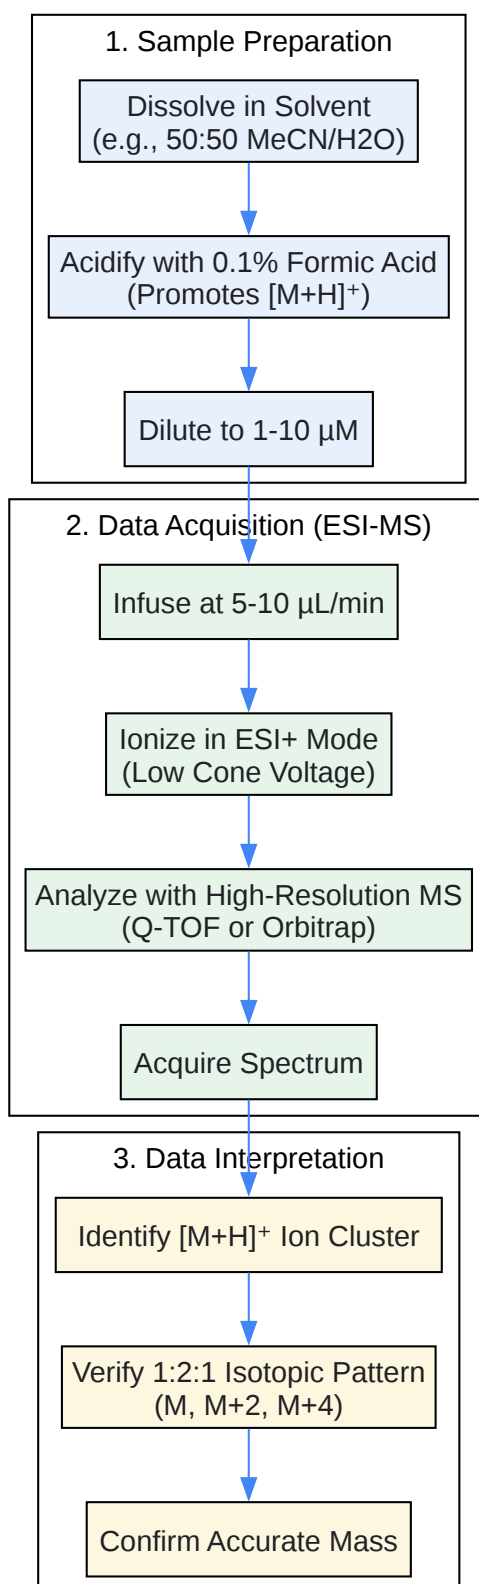 1. Sample Preparation
Dissolve in Solvent
(e.g., 50:50 MeCN/H2O)
Acidify with 0.1% Formic Acid
(Promotes [M+H]⁺)
Dilute to 1-10 µM
2. Data Acquisition (ESI-MS)
Infuse at 5-10 µL/min
Ionize in ESI+ Mode
(Low Cone Voltage)
Analyze with High-Resolution MS
(Q-TOF or Orbitrap)
Acquire Spectrum
3. Data Interpretation
Identify [M+H]⁺ Ion Cluster
Verify 1:2:1 Isotopic Pattern
(M, M+2, M+4)
Confirm Accurate Mass